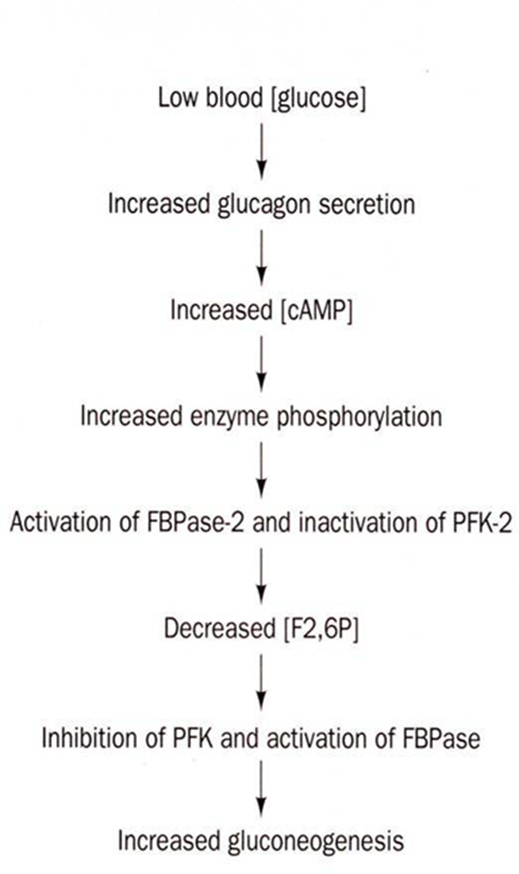 Low blood [glucose]
Increased glucagon secretion
Increased [cAMP]
Increased enzyme phosphorylation
Activation of FBPase-2 and inactivation of PFK-2
Decreased [F2,6P]
Inhibition of PFK and activation of FBPase
Increased gluconeogenesis